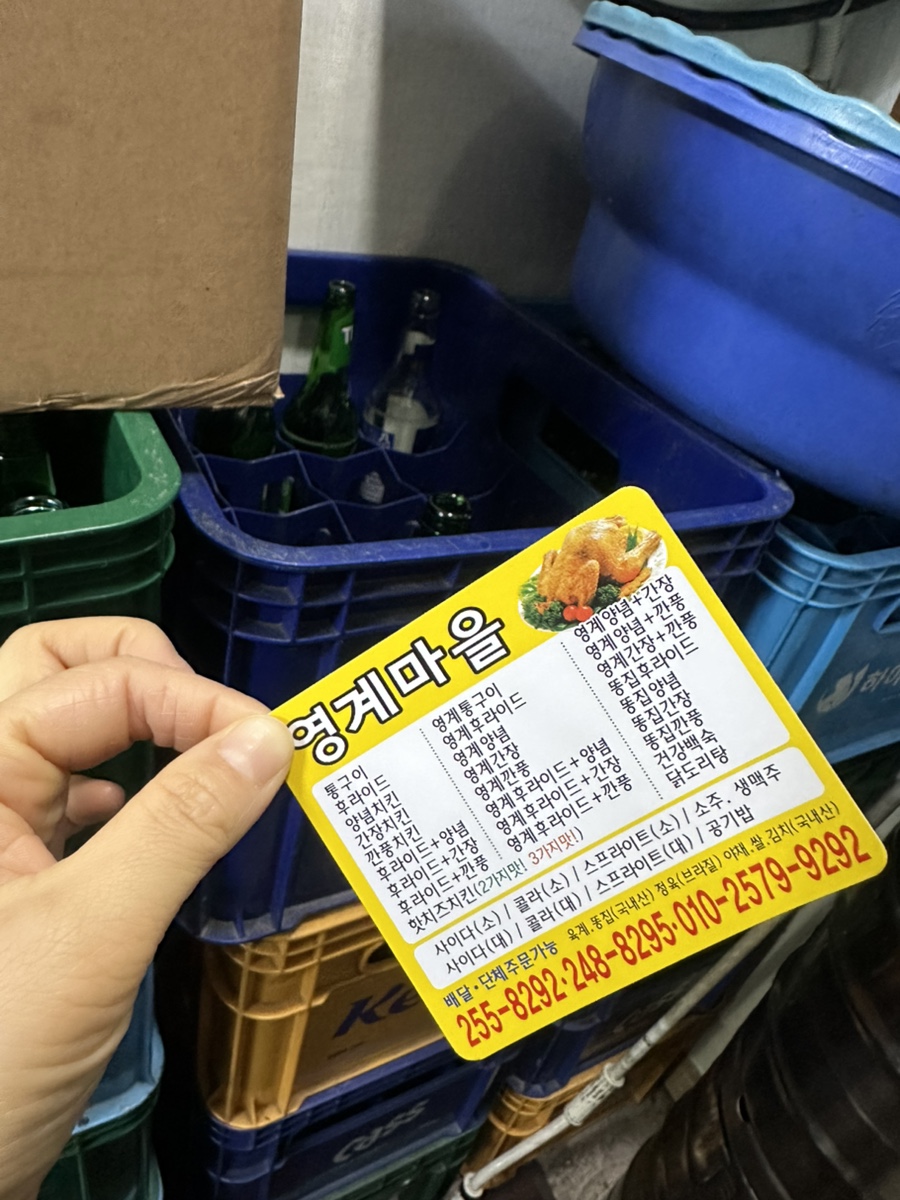 영계마을
통구이
후라이드
양념치킨
간장치킨
깐풍치킨
후라이드+양념
후라이드+간장
후라이드+깐풍
핫치즈치킨(2가지맛! 3가지맛!)
영계통구이
영계후라이드
영계양념
영계간장
영계깐풍
영계후라이드+양념
영계후라이드+간장
영계후라이드+깐풍
영계양념+간장
영계양념+깐풍
영계간장+깐풍
똥집후라이드
똥집양념
똥집간장
똥집깐풍
건강백숙
닭도리탕
사이다(소) / 콜라(소) / 스프라이트(소) / 소주. 생맥주
사이다(대) / 콜라(대) / 스프라이트(대) / 공기밥
배달·단체주문가능 육계.똥집(국내산) 정육(브라질) 야채.쌀.김치(국내산)
255-8292·248-8295·010-2579-9292
Cass